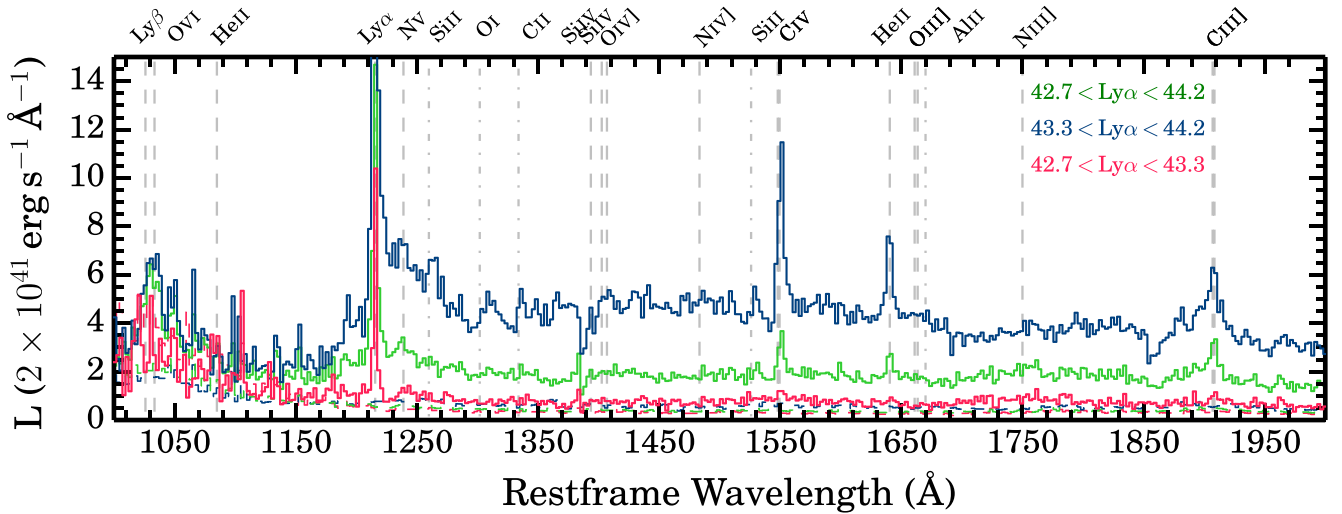 Lyβ OVI HeII Lyα NV SiII OI CII SiIV SiIV OIV] NIV] SiII CIV HeII OIII] AlII NIII] CIII]
14
12
10
8
6
4
2
0
L (2 × 10⁴¹ erg s⁻¹ Å⁻¹)
42.7 < Lyα < 44.2
43.3 < Lyα < 44.2
42.7 < Lyα < 43.3
1050 1150 1250 1350 1450 1550 1650 1750 1850 1950
Restframe Wavelength (Å)